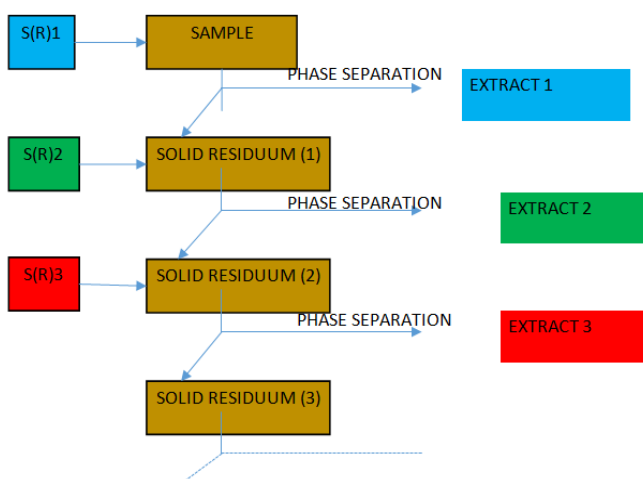 S(R)1
SAMPLE
PHASE SEPARATION
EXTRACT 1
S(R)2
SOLID RESIDUUM (1)
PHASE SEPARATION
EXTRACT 2
S(R)3
SOLID RESIDUUM (2)
PHASE SEPARATION
EXTRACT 3
SOLID RESIDUUM (3)